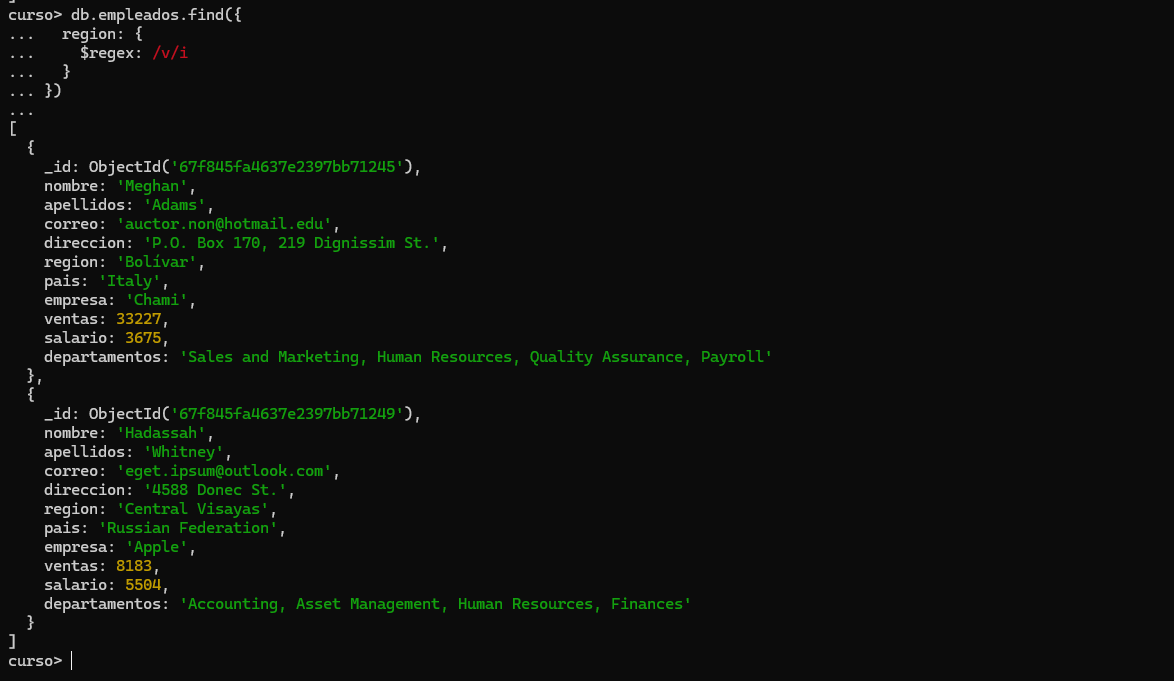 ]
curso> db.empleados.find({
...   region: {
...     $regex: /v/i
...   }
... })
...
[
  {
    _id: ObjectId('67f845fa4637e2397bb71245'),
    nombre: 'Meghan',
    apellidos: 'Adams',
    correo: 'auctor.non@hotmail.edu',
    direccion: 'P.O. Box 170, 219 Dignissim St.',
    region: 'Bolívar',
    pais: 'Italy',
    empresa: 'Chami',
    ventas: 33227,
    salario: 3675,
    departamentos: 'Sales and Marketing, Human Resources, Quality Assurance, Payroll'
  },
  {
    _id: ObjectId('67f845fa4637e2397bb71249'),
    nombre: 'Hadassah',
    apellidos: 'Whitney',
    correo: 'eget.ipsum@outlook.com',
    direccion: '4588 Donec St.',
    region: 'Central Visayas',
    pais: 'Russian Federation',
    empresa: 'Apple',
    ventas: 8183,
    salario: 5504,
    departamentos: 'Accounting, Asset Management, Human Resources, Finances'
  }
]
curso>